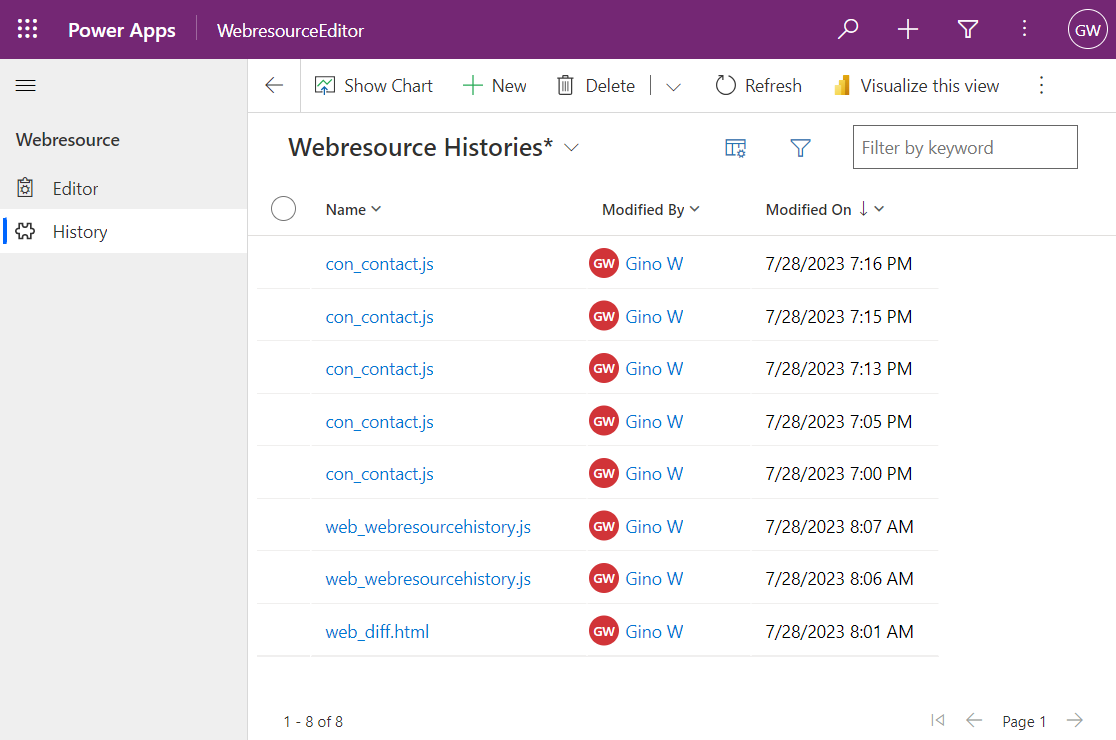 Power Apps WebresourceEditor GW
Show Chart New Delete Refresh Visualize this view
Webresource
Editor
History
Webresource Histories* Filter by keyword
Name Modified By Modified On
con_contact.js GW Gino W 7/28/2023 7:16 PM
con_contact.js GW Gino W 7/28/2023 7:15 PM
con_contact.js GW Gino W 7/28/2023 7:13 PM
con_contact.js GW Gino W 7/28/2023 7:05 PM
con_contact.js GW Gino W 7/28/2023 7:00 PM
web_webresourcehistory.js GW Gino W 7/28/2023 8:07 AM
web_webresourcehistory.js GW Gino W 7/28/2023 8:06 AM
web_diff.html GW Gino W 7/28/2023 8:01 AM
1 - 8 of 8 Page 1